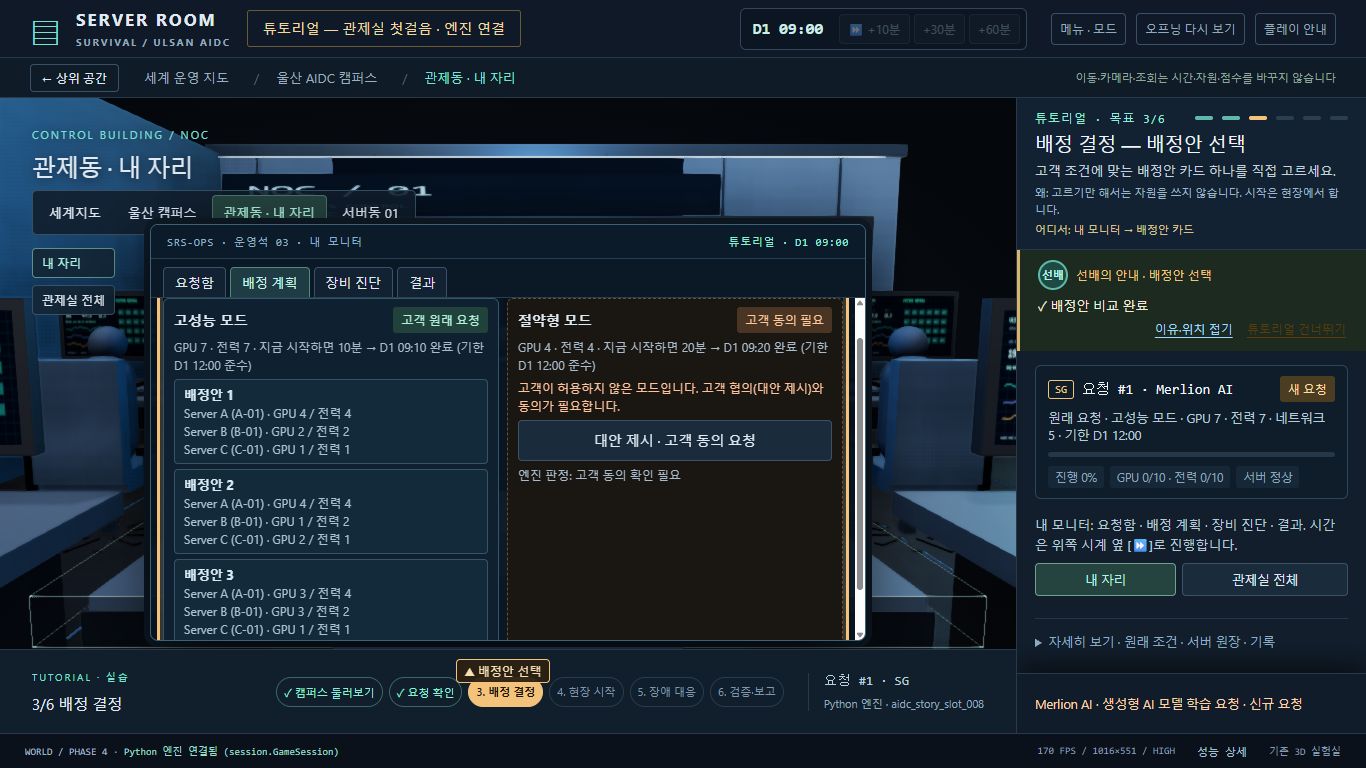 SERVER ROOM
SURVIVAL / ULSAN AIDC
튜토리얼 — 관제실 첫걸음 · 엔진 연결
D1 09:00
⏩ +10분
+30분
+60분
메뉴 · 모드
오프닝 다시 보기
플레이 안내
← 상위 공간
세계 운영 지도 / 울산 AIDC 캠퍼스 / 관제동 · 내 자리
이동·카메라·조회는 시간·자원·점수를 바꾸지 않습니다
CONTROL BUILDING / NOC
관제동 · 내 자리
NOC / 01
세계지도
울산 캠퍼스
관제동 · 내 자리
서버동 01
내 자리
관제실 전체
SRS-OPS · 운영석 03 · 내 모니터
튜토리얼 · D1 09:00
요청함
배정 계획
장비 진단
결과
고성능 모드
고객 원래 요청
GPU 7 · 전력 7 · 지금 시작하면 10분 → D1 09:10 완료 (기한
D1 12:00 준수)
배정안 1
Server A (A-01) · GPU 4 / 전력 4
Server B (B-01) · GPU 2 / 전력 2
Server C (C-01) · GPU 1 / 전력 1
배정안 2
Server A (A-01) · GPU 4 / 전력 4
Server B (B-01) · GPU 1 / 전력 2
Server C (C-01) · GPU 2 / 전력 1
배정안 3
Server A (A-01) · GPU 3 / 전력 4
Server B (B-01) · GPU 3 / 전력 2
Server C (C-01) · GPU 1 / 전력 1
절약형 모드
고객 동의 필요
GPU 4 · 전력 4 · 지금 시작하면 20분 → D1 09:20 완료 (기한
D1 12:00 준수)
고객이 허용하지 않은 모드입니다. 고객 협의(대안 제시)와
동의가 필요합니다.
대안 제시 · 고객 동의 요청
엔진 판정: 고객 동의 확인 필요
튜토리얼 · 목표 3/6
배정 결정 — 배정안 선택
고객 조건에 맞는 배정안 카드 하나를 직접 고르세요.
왜: 고르기만 해서는 자원을 쓰지 않습니다. 시작은 현장에서 합
니다.
어디서: 내 모니터 → 배정안 카드
선배
선배의 안내 · 배정안 선택
✓ 배정안 비교 완료
이유·위치 접기
튜토리얼 건너뛰기
SG
요청 #1 · Merlion AI
새 요청
원래 요청 · 고성능 모드 · GPU 7 · 전력 7 · 네트워크
5 · 기한 D1 12:00
진행 0%
GPU 0/10 · 전력 0/10
서버 정상
내 모니터: 요청함 · 배정 계획 · 장비 진단 · 결과. 시간
은 위쪽 시계 옆 [⏩]로 진행합니다.
내 자리
관제실 전체
▶ 자세히 보기 · 원래 조건 · 서버 원장 · 기록
Merlion AI · 생성형 AI 모델 학습 요청 · 신규 요청
TUTORIAL · 실습
3/6 배정 결정
▲ 배정안 선택
✓ 캠퍼스 둘러보기
✓ 요청 확인
3. 배정 결정
4. 현장 시작
5. 장애 대응
6. 검증·보고
요청 #1 · SG
Python 엔진 · aidc_story_slot_008
WORLD / PHASE 4 · Python 엔진 연결됨 (session.GameSession)
170 FPS / 1016×551 / HIGH
성능 상세
기존 3D 실험실